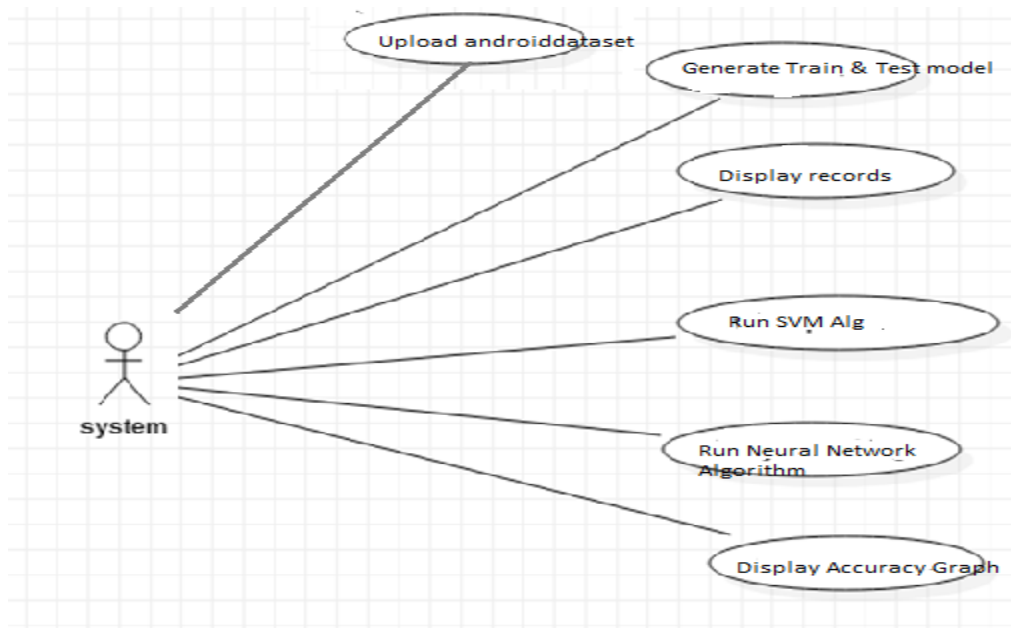 Upload androiddataset
Generate Train & Test model
Display records
Run SVM Alg
system
Run Neural Network
Algorithm
Display Accuracy Graph